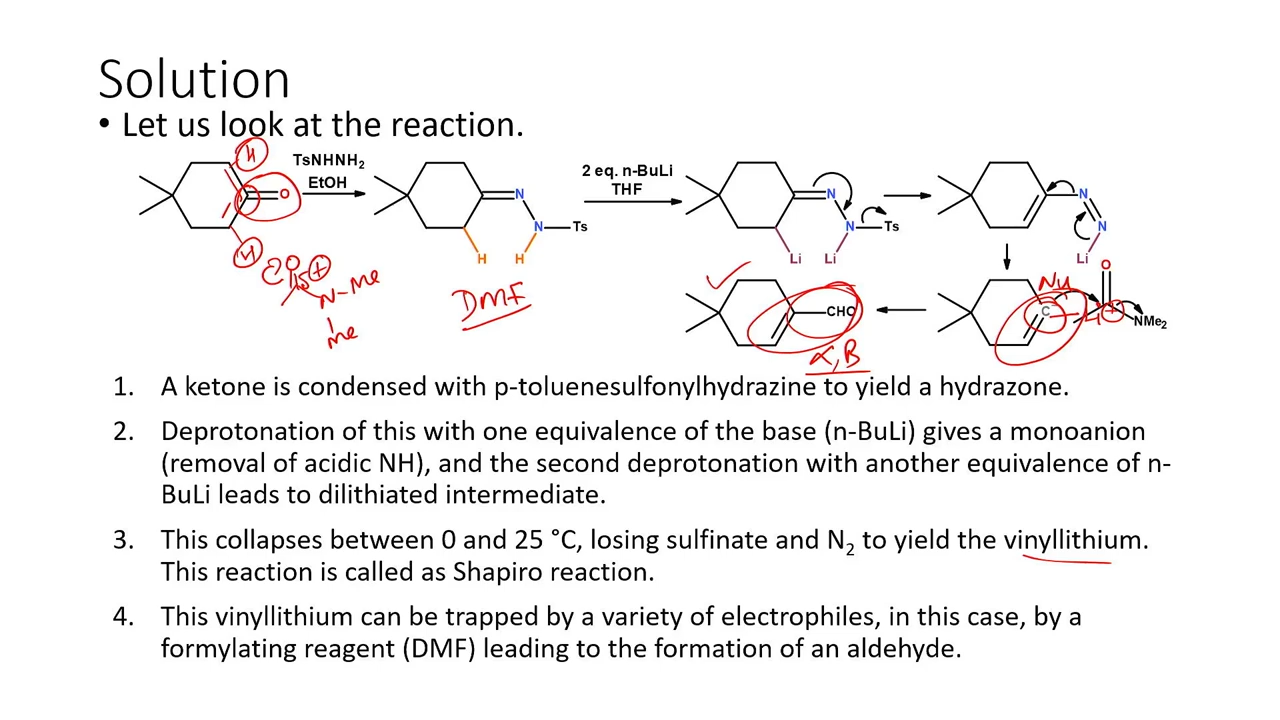 Solution
• Let us look at the reaction.
H
TsNHNH2
EtOH
O
H
O
δ
+
N-Me
Me
N
N
Ts
H
H
DMF
2 eq. n-BuLi
THF
N
N
Ts
Li
Li
N
N
Li
O
Nu
C
H
+
NMe2
CHO
α,β
1. A ketone is condensed with p-toluenesulfonylhydrazine to yield a hydrazone.
2. Deprotonation of this with one equivalence of the base (n-BuLi) gives a monoanion
(removal of acidic NH), and the second deprotonation with another equivalence of n-
BuLi leads to dilithiated intermediate.
3. This collapses between 0 and 25 °C, losing sulfinate and N2 to yield the vinyllithium.
This reaction is called as Shapiro reaction.
4. This vinyllithium can be trapped by a variety of electrophiles, in this case, by a
formylating reagent (DMF) leading to the formation of an aldehyde.